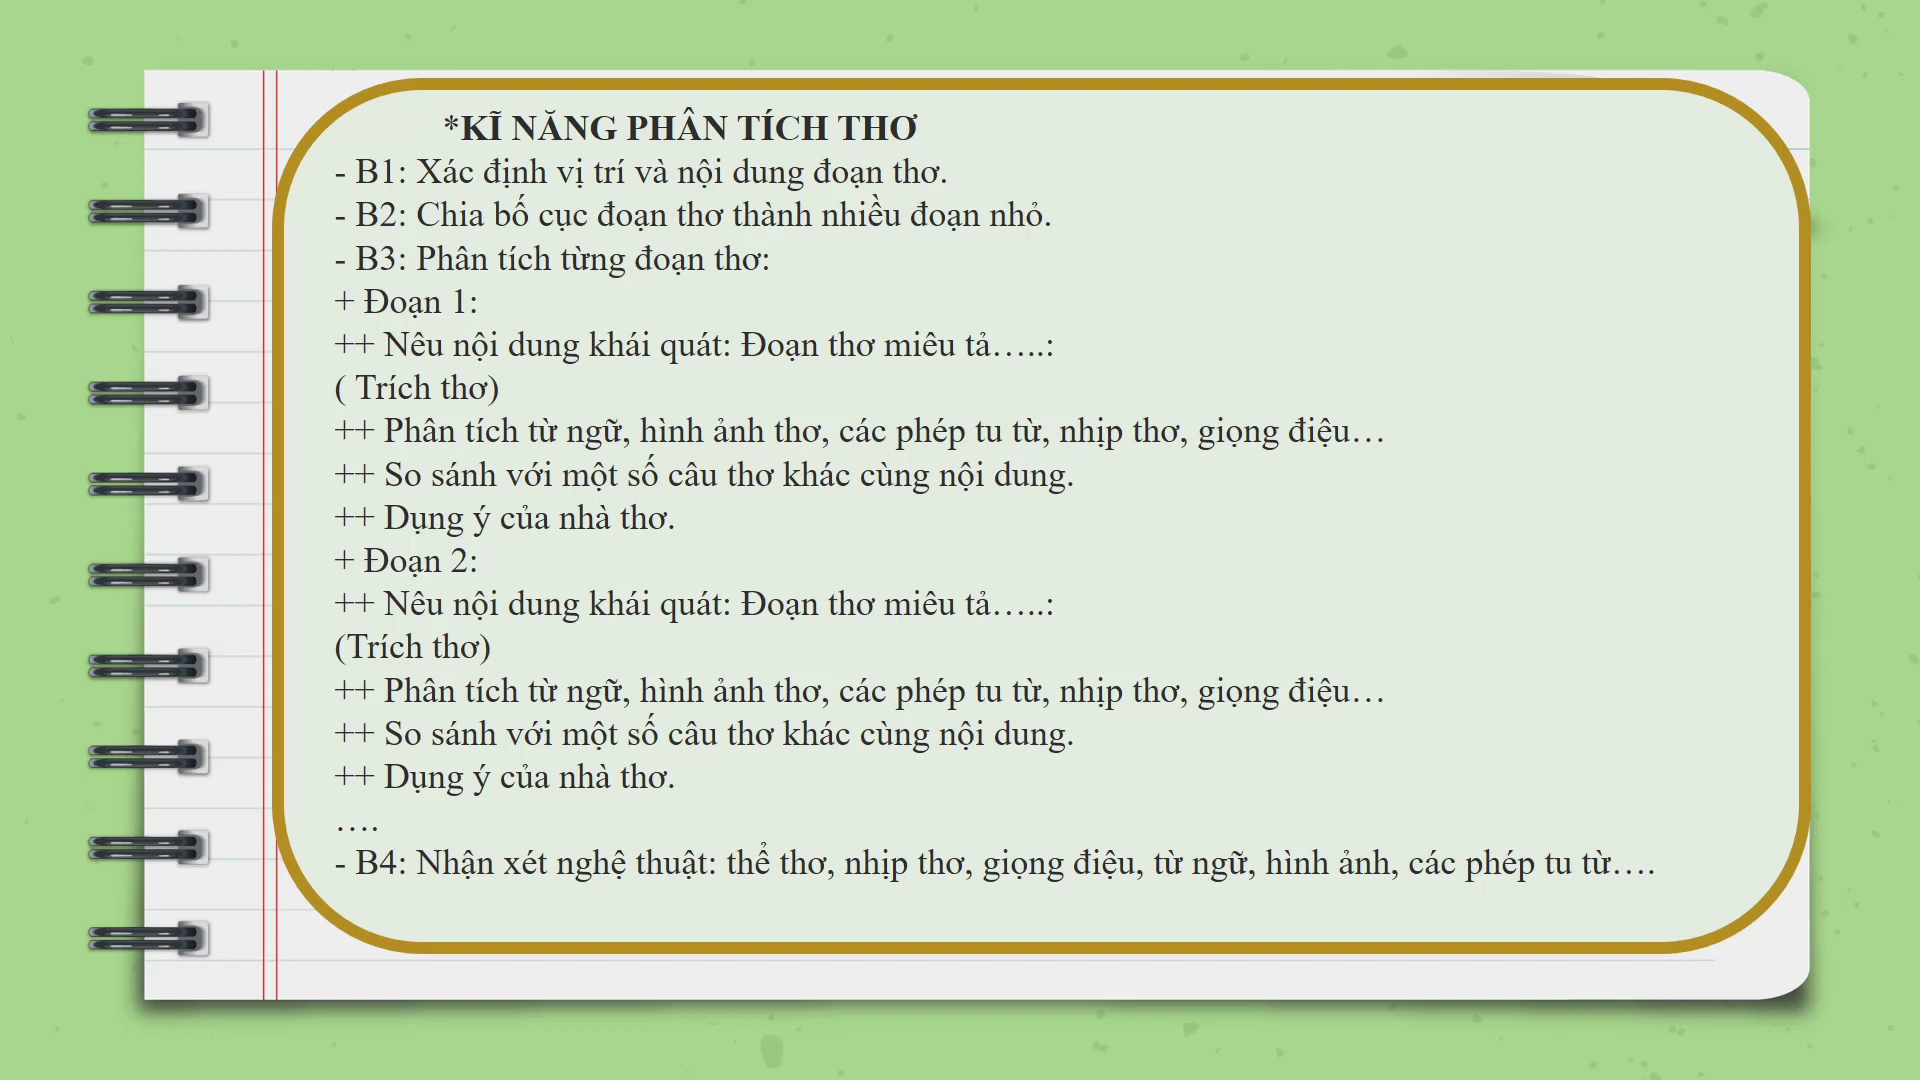 *KĨ NĂNG PHÂN TÍCH THƠ
- B1: Xác định vị trí và nội dung đoạn thơ.
- B2: Chia bố cục đoạn thơ thành nhiều đoạn nhỏ.
- B3: Phân tích từng đoạn thơ:
+ Đoạn 1:
++ Nêu nội dung khái quát: Đoạn thơ miêu tả…..:
( Trích thơ)
++ Phân tích từ ngữ, hình ảnh thơ, các phép tu từ, nhịp thơ, giọng điệu…
++ So sánh với một số câu thơ khác cùng nội dung.
++ Dụng ý của nhà thơ.
+ Đoạn 2:
++ Nêu nội dung khái quát: Đoạn thơ miêu tả…..:
(Trích thơ)
++ Phân tích từ ngữ, hình ảnh thơ, các phép tu từ, nhịp thơ, giọng điệu…
++ So sánh với một số câu thơ khác cùng nội dung.
++ Dụng ý của nhà thơ.
….
- B4: Nhận xét nghệ thuật: thể thơ, nhịp thơ, giọng điệu, từ ngữ, hình ảnh, các phép tu từ….